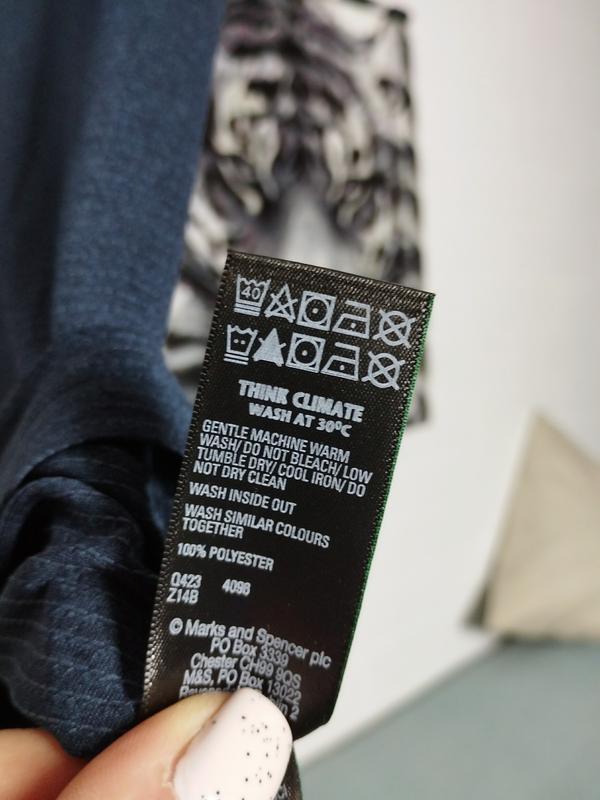 40
THINK CLIMATE
WASH AT 30°C
GENTLE MACHINE WARM
WASH/ DO NOT BLEACH/ LOW
TUMBLE DRY/ COOL IRON/ DO
NOT DRY CLEAN
WASH INSIDE OUT
WASH SIMILAR COLOURS
TOGETHER
100% POLYESTER
0423 4098
Z14B
© Marks and Spencer plc
PO Box 3339
Chester CH99 9QS
M&S, PO Box 13022
2